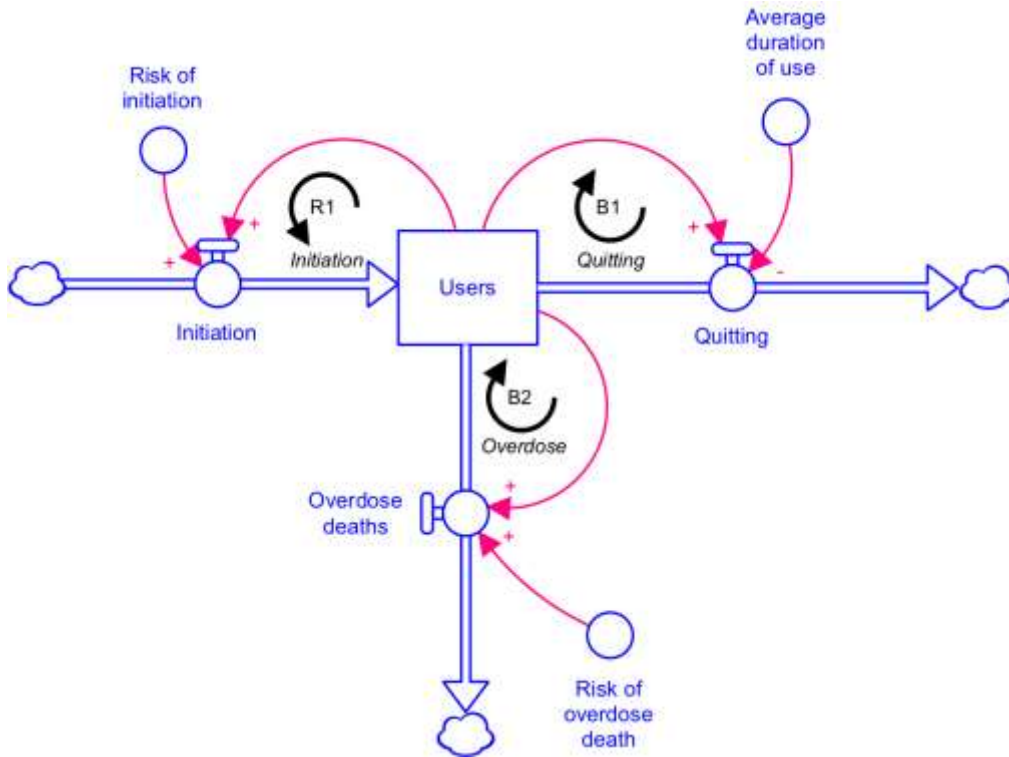 Average
duration
of use
Risk of
initiation
+
R1
Initiation
+
B1
Quitting
+
-
Users
Initiation
Quitting
B2
Overdose
+
Overdose
deaths
+
Risk of
overdose
death